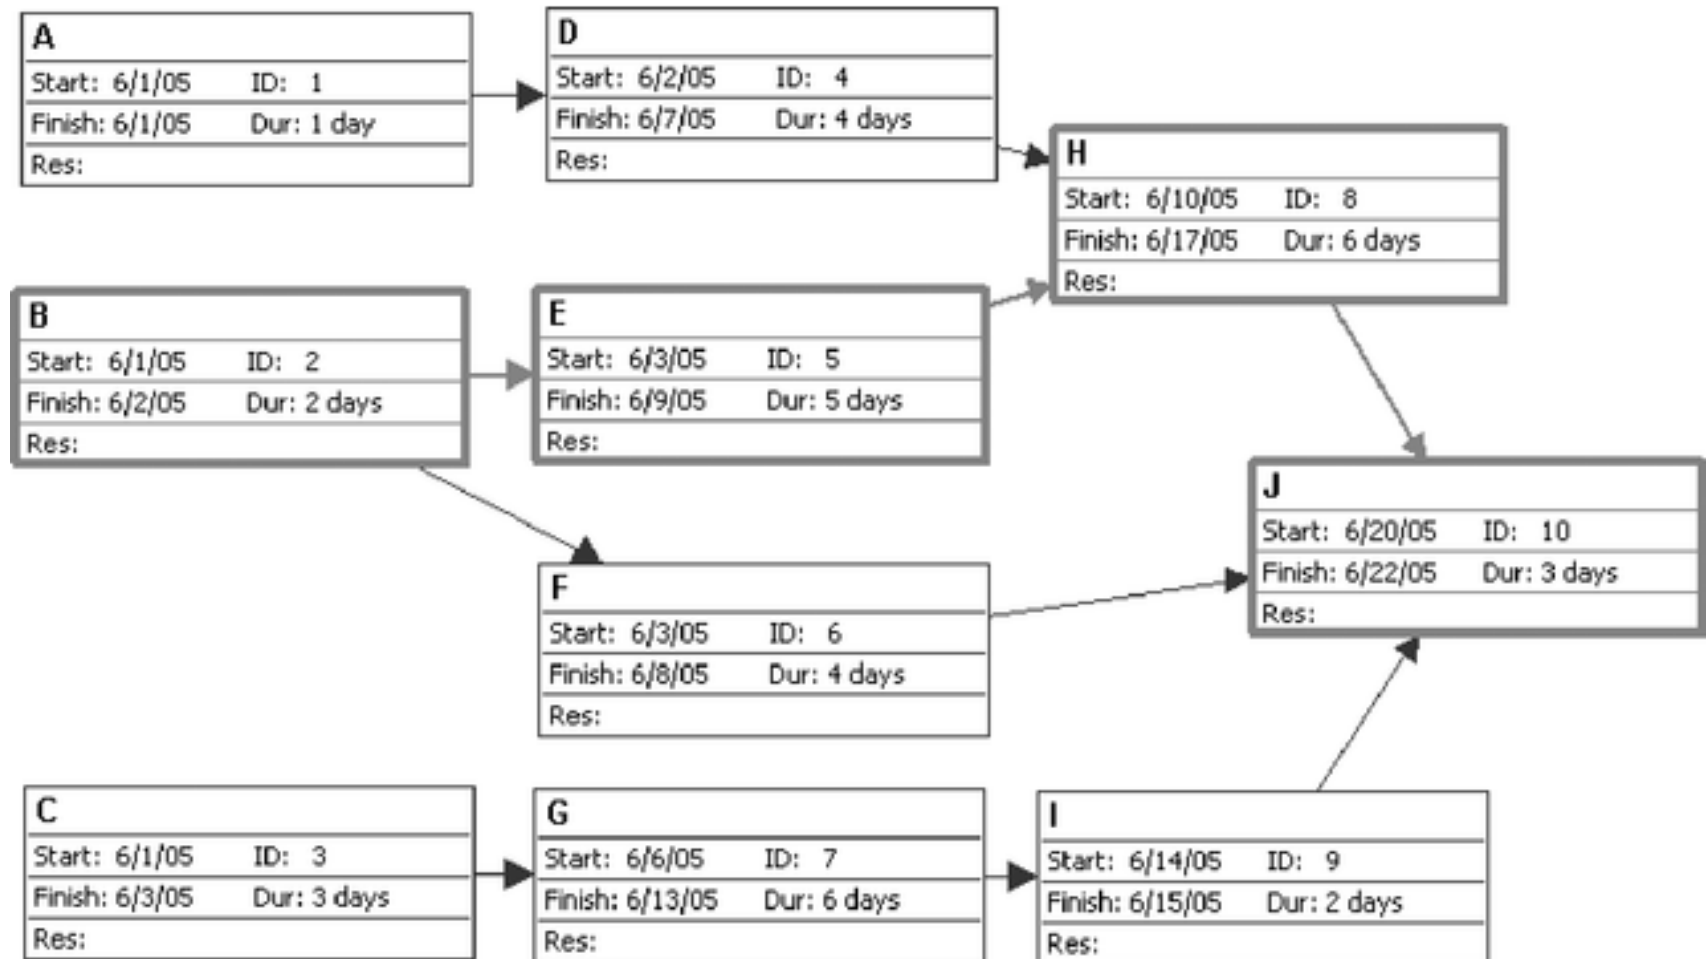 A
Start: 6/1/05 ID: 1
Finish: 6/1/05 Dur: 1 day
Res:
D
Start: 6/2/05 ID: 4
Finish: 6/7/05 Dur: 4 days
Res:
H
Start: 6/10/05 ID: 8
Finish: 6/17/05 Dur: 6 days
Res:
B
Start: 6/1/05 ID: 2
Finish: 6/2/05 Dur: 2 days
Res:
E
Start: 6/3/05 ID: 5
Finish: 6/9/05 Dur: 5 days
Res:
J
Start: 6/20/05 ID: 10
Finish: 6/22/05 Dur: 3 days
Res:
F
Start: 6/3/05 ID: 6
Finish: 6/8/05 Dur: 4 days
Res:
C
Start: 6/1/05 ID: 3
Finish: 6/3/05 Dur: 3 days
Res:
G
Start: 6/6/05 ID: 7
Finish: 6/13/05 Dur: 6 days
Res:
I
Start: 6/14/05 ID: 9
Finish: 6/15/05 Dur: 2 days
Res: